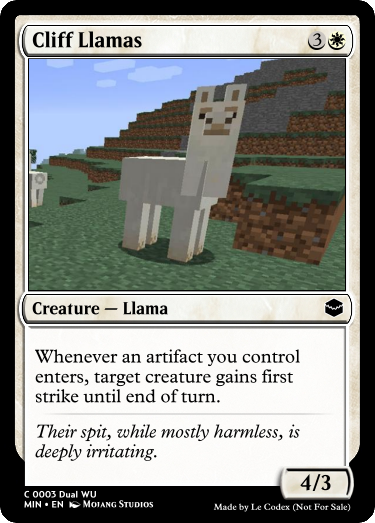 Cliff Llamas 3
Creature — Llama
Whenever an artifact you control
enters, target creature gains first
strike until end of turn.
Their spit, while mostly harmless, is
deeply irritating.
4/3
C 0003 Dual WU
MIN • EN Mojang Studios
Made by Le Codex (Not For Sale)